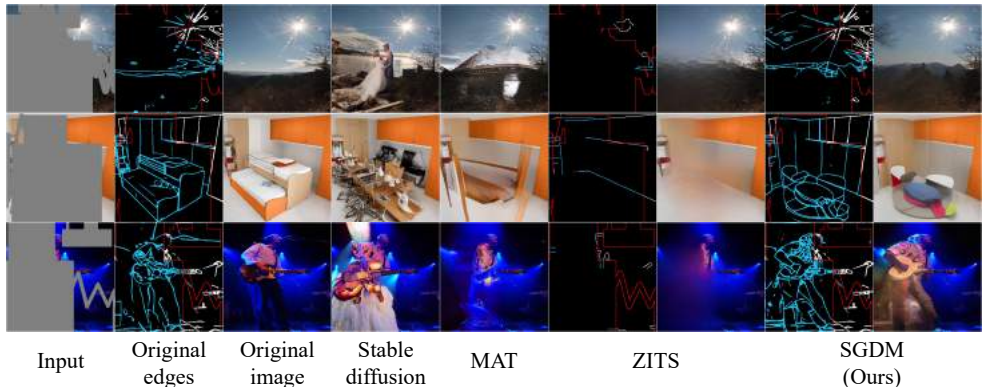 Input
Original
edges
Original
image
Stable
diffusion
MAT
ZITS
SGDM
(Ours)